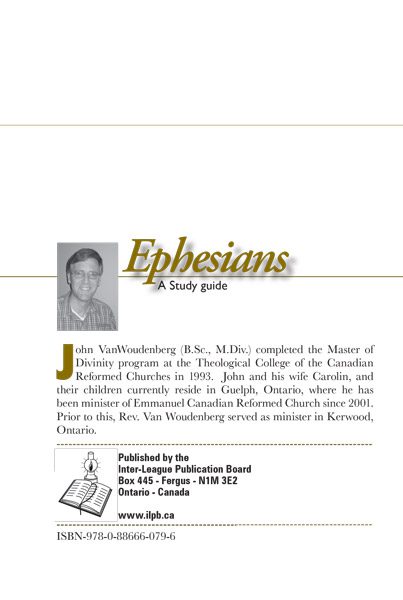 Ephesians
A Study guide
John VanWoudenberg (B.Sc., M.Div.) completed the Master of
Divinity program at the Theological College of the Canadian
Reformed Churches in 1993. John and his wife Carolin, and
their children currently reside in Guelph, Ontario, where he has
been minister of Emmanuel Canadian Reformed Church since 2001.
Prior to this, Rev. Van Woudenberg served as minister in Kerwood,
Ontario.
Published by the
Inter-League Publication Board
Box 445 - Fergus - N1M 3E2
Ontario - Canada
www.ilpb.ca
ISBN-978-0-88666-079-6